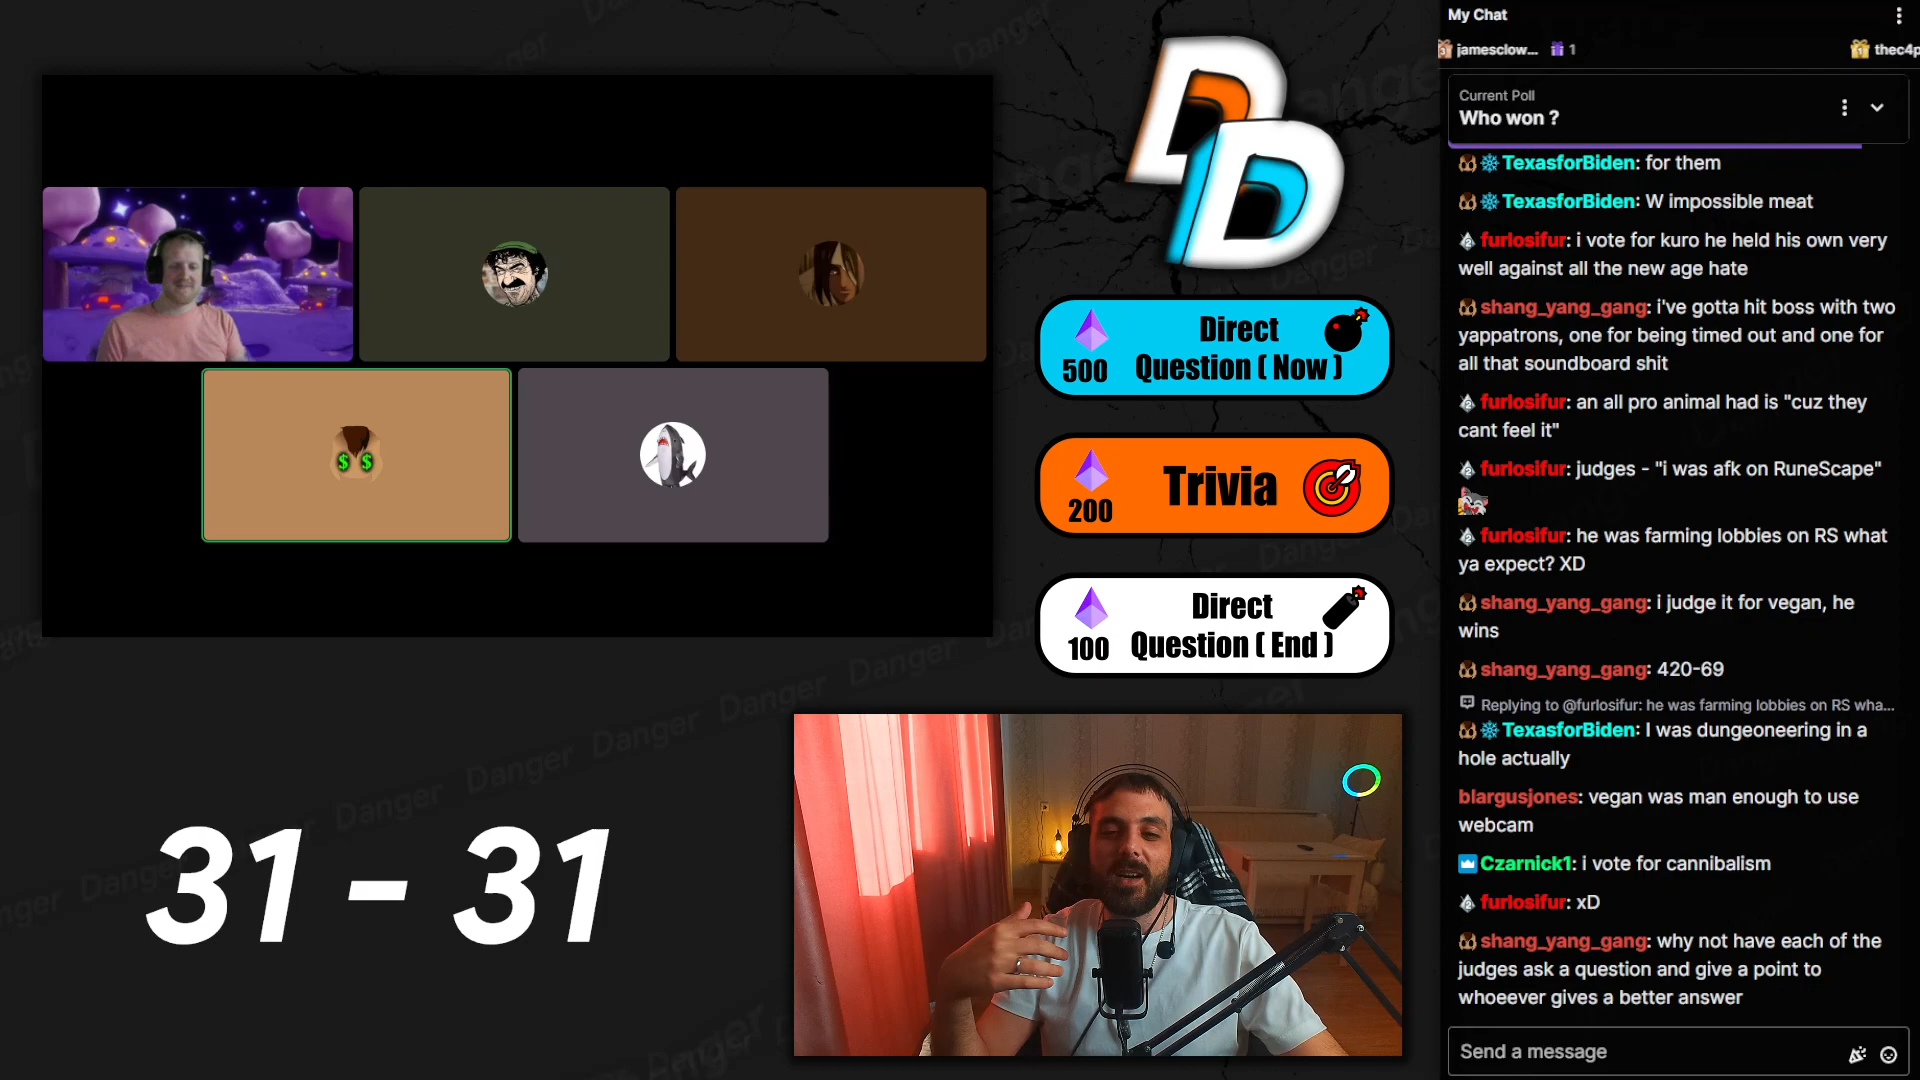 31 - 31
DD
500
Direct
Question ( Now )
200
Trivia
100
Direct
Question ( End )
My Chat
jamesclow... 1
thec4p
Current Poll
Who won ?
TexasforBiden: for them
TexasforBiden: W impossible meat
furlosifur: i vote for kuro he held his own very
well against all the new age hate
shang_yang_gang: i've gotta hit boss with two
yappatrons, one for being timed out and one for
all that soundboard shit
furlosifur: an all pro animal had is "cuz they
cant feel it"
furlosifur: judges - "i was afk on RuneScape"
furlosifur: he was farming lobbies on RS what
ya expect? XD
shang_yang_gang: i judge it for vegan, he
wins
shang_yang_gang: 420-69
Replying to @furlosifur: he was farming lobbies on RS wha...
TexasforBiden: I was dungeoneering in a
hole actually
blargusjones: vegan was man enough to use
webcam
Czarnick1: i vote for cannibalism
furlosifur: xD
shang_yang_gang: why not have each of the
judges ask a question and give a point to
whoeever gives a better answer
Send a message
Danger Danger Danger Danger Danger